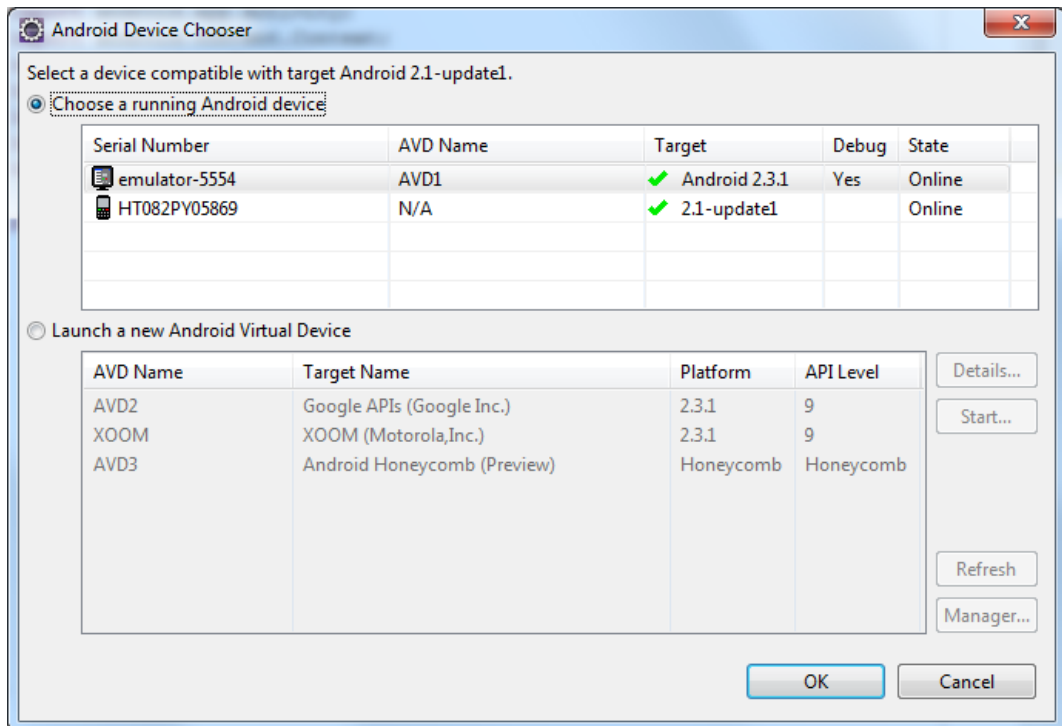 Android Device Chooser
Select a device compatible with target Android 2.1-update1.
Choose a running Android device
Serial Number AVD Name Target Debug State
emulator-5554 AVD1 Android 2.3.1 Yes Online
HT082PY05869 N/A 2.1-update1 Online
Launch a new Android Virtual Device
AVD Name Target Name Platform API Level
AVD2 Google APIs (Google Inc.) 2.3.1 9
XOOM XOOM (Motorola,Inc.) 2.3.1 9
AVD3 Android Honeycomb (Preview) Honeycomb Honeycomb
Details...
Start...
Refresh
Manager...
OK Cancel